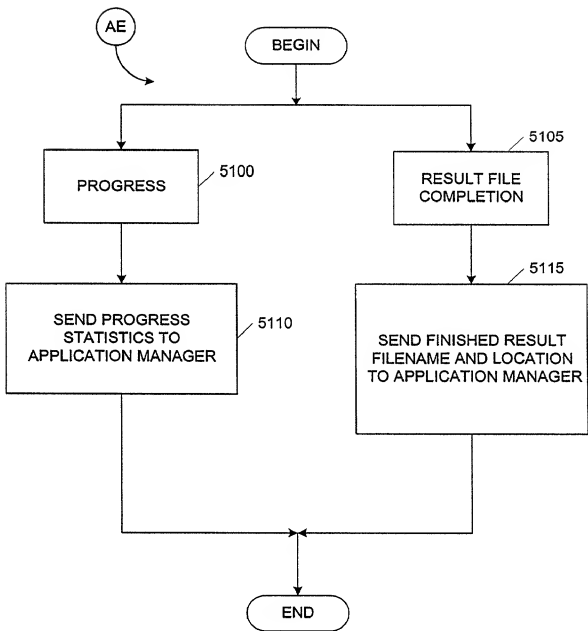 AE
BEGIN
5100
PROGRESS
5105
RESULT FILE
COMPLETION
5110
SEND PROGRESS
STATISTICS TO
APPLICATION MANAGER
5115
SEND FINISHED RESULT
FILENAME AND LOCATION
TO APPLICATION MANAGER
END